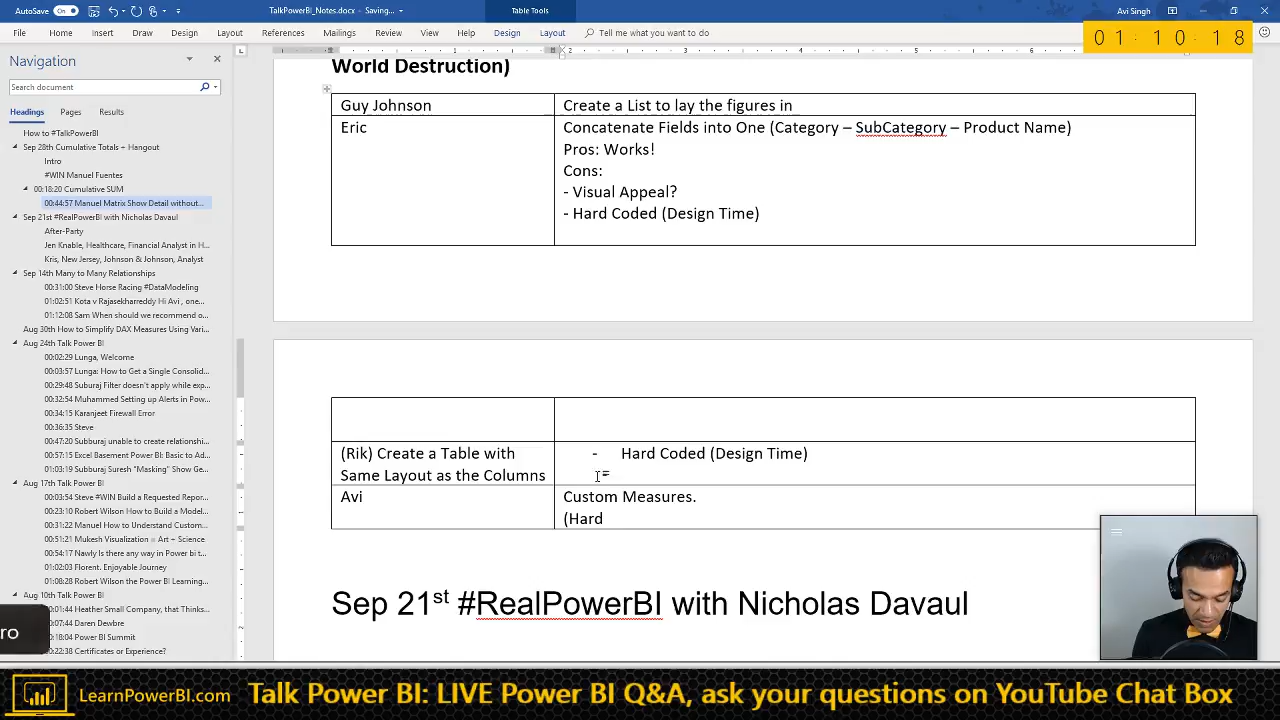 AutoSave On
TalkPowerBI_Notes.docx - Saving...
Table Tools
Avi Singh
File Home Insert Draw Design Layout References Mailings Review View Help Design Layout Tell me what you want to do
01 10 18
Navigation
Search document
Headings Pages Results
How to #TalkPowerBI
Sep 28th Cumulative Totals + Hangout
Intro
#WIN Manuel Fuentes
00:18:20 Cumulative SUM
00:44:57 Manuel Matrix Show Detail without...
Sep 21st #RealPowerBI with Nicholas Davaul
After-Party
Jen Knable, Healthcare, Financial Analyst in H...
Kris, New Jersey, Johnson & Johnson, Analyst
Sep 14th Many to Many Relationships
00:31:00 Steve Horse Racing #DataModeling
01:02:51 Kota v Rajasekharreddy Hi Avi , one...
01:12:08 Sam When should we recommend o...
Aug 30th How to Simplify DAX Measures Using Vari...
Aug 24th Talk Power BI
00:02:29 Lunga, Welcome
00:03:57 Lunga: How to Get a Single Consolid...
00:29:48 Suburaj Filter doesn't apply while exp...
00:32:54 Muhammed Setting up Alerts in Pow...
00:34:15 Karanjeet Firewall Error
00:36:35 Steve
00:47:20 Subburaj unable to create relationshi...
00:57:15 Excel Basement Power BI: Basic to Ad...
01:03:19 Suburaj Suresh "Masking" Show Ge...
Aug 17th Talk Power BI
00:03:54 Steve #WIN Build a Requested Repor...
00:23:10 Robert Wilson How to Build a Model...
00:31:22 Manuel How to Understand Custom...
00:51:21 Mukesh Visualization = Art + Science
00:54:17 Nawly Is there any way in Power bi t...
01:02:03 Florent. Enjoyable Journey
01:08:28 Robert Wilson the Power BI Learning...
Aug 10th Talk Power BI
00:01:44 Heather Small Company, that Thinks...
00:07:44 Daren Dewbre
00:18:04 Power BI Summit
00:22:38 Certificates or Experience?
ro
World Destruction)
Guy Johnson Create a List to lay the figures in
Eric Concatenate Fields into One (Category – SubCategory – Product Name)
Pros: Works!
Cons:
- Visual Appeal?
- Hard Coded (Design Time)
(Rik) Create a Table with - Hard Coded (Design Time)
Same Layout as the Columns
Avi Custom Measures.
(Hard
Sep 21st #RealPowerBI with Nicholas Davaul
LearnPowerBI.com Talk Power BI: LIVE Power BI Q&A, ask your questions on YouTube Chat Box